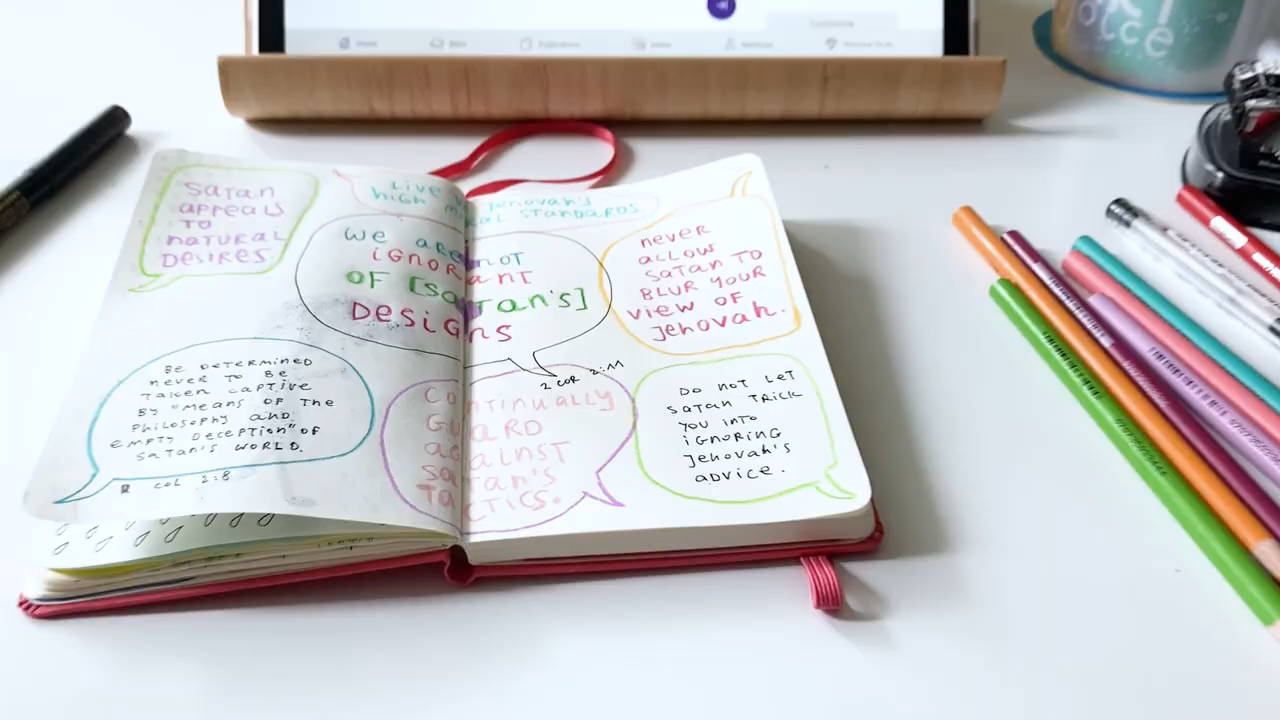 Satan
appeals
to
natural
desires.
Live by Jehovah's
high moral standards.
We are not
ignorant
of [Satan's]
designs
2 Cor 2:11
never
allow
Satan to
blur your
view of
Jehovah.
Be determined
never to be
taken captive
by "means of the
philosophy and
empty deception" of
Satan's world.
Col 2:8
Continually
guard
against
Satan's
tactics.
Do not let
Satan trick
you into
ignoring
Jehovah's
advice.